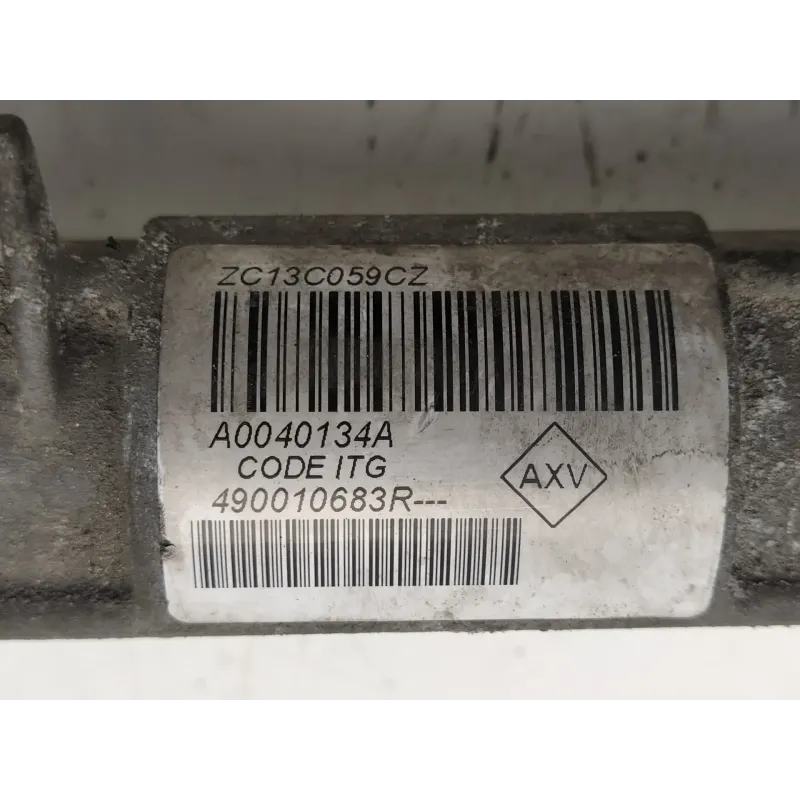 ZC13C059CZ
A0040134A
CODE ITG
AXV
490010683R---